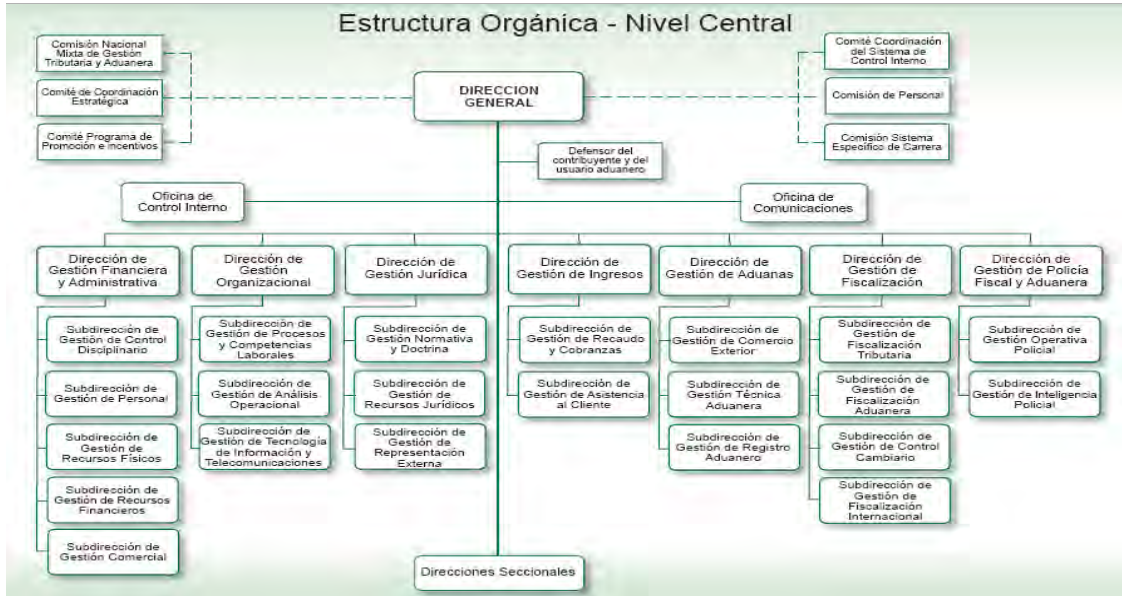 Estructura Orgánica - Nivel Central
Comisión Nacional
Mixta de Gestión
Tributaria y Aduanera
Comité de Coordinación
Estratégica
Comité Programa de
Promoción e incentivos
DIRECCION
GENERAL
Comité Coordinación
del Sistema de
Control Interno
Comisión de Personal
Comisión Sistema
Específico de Carrera
Defensor del
contribuyente y del
usuario aduanero
Oficina de
Control Interno
Oficina de
Comunicaciones
Dirección de
Gestión Financiera
y Administrativa
Subdirección de
Gestión de Control
Disciplinario
Subdirección de
Gestión de Personal
Subdirección de
Gestión de
Recursos Físicos
Subdirección de
Gestión de Recursos
Financieros
Subdirección de
Gestión Comercial
Dirección de
Gestión
Organizacional
Subdirección de
Gestión de Procesos
y Competencias
Laborales
Subdirección de
Gestión de Análisis
Operacional
Subdirección de
Gestión de Tecnología
de Información y
Telecomunicaciones
Dirección de
Gestión Jurídica
Subdirección de
Gestión Normativa
y Doctrina
Subdirección de
Gestión de
Recursos Jurídicos
Subdirección de
Gestión de
Representación
Externa
Dirección de
Gestión de Ingresos
Subdirección de
Gestión de Recaudo
y Cobranzas
Subdirección de
Gestión de Asistencia
al Cliente
Dirección de
Gestión de Aduanas
Subdirección de
Gestión de Comercio
Exterior
Subdirección de
Gestión Técnica
Aduanera
Subdirección de
Gestión de Registro
Aduanero
Dirección de
Gestión de
Fiscalización
Subdirección de
Gestión de
Fiscalización
Tributaria
Subdirección de
Gestión de
Fiscalización
Aduanera
Subdirección de
Gestión de Control
Cambiario
Subdirección de
Gestión de
Fiscalización
Internacional
Dirección de
Gestión de Policía
Fiscal y Aduanera
Subdirección de
Gestión Operativa
Policial
Subdirección de
Gestión de Inteligencia
Policial
Direcciones Seccionales